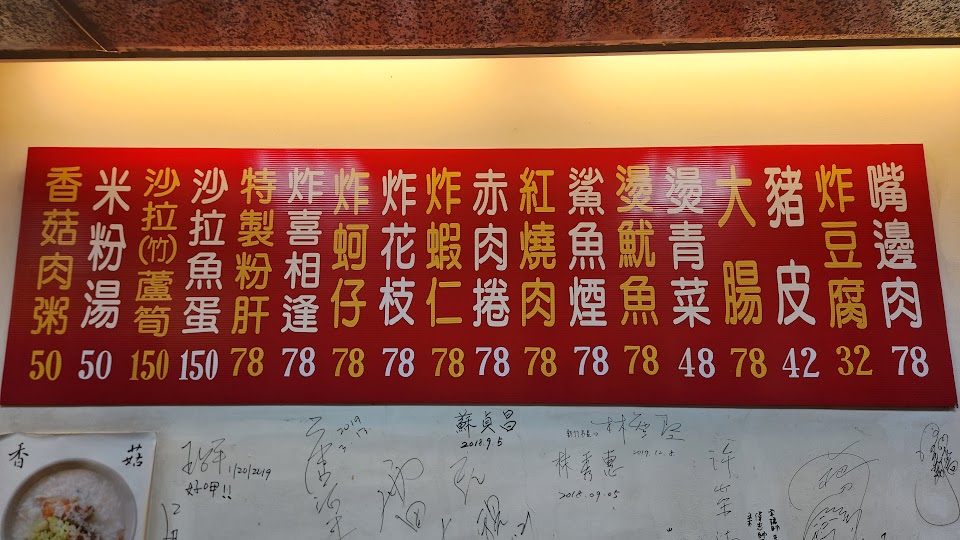 嘴邊肉 78
炸豆腐 32
豬皮 42
大腸 78
燙青菜 48
燙魷魚 78
鯊魚煙 78
紅燒肉 78
赤肉捲 78
炸蝦仁 78
炸花枝 78
炸蚵仔 78
炸喜相逢 78
特製粉肝 78
沙拉魚蛋 150
沙拉(竹)蘆筍 150
米粉湯 50
香菇肉粥 50
香菇
1/20/2019
好呷!!
2019
蘇貞昌
2018.9.5
林秀惠
2018.09.05